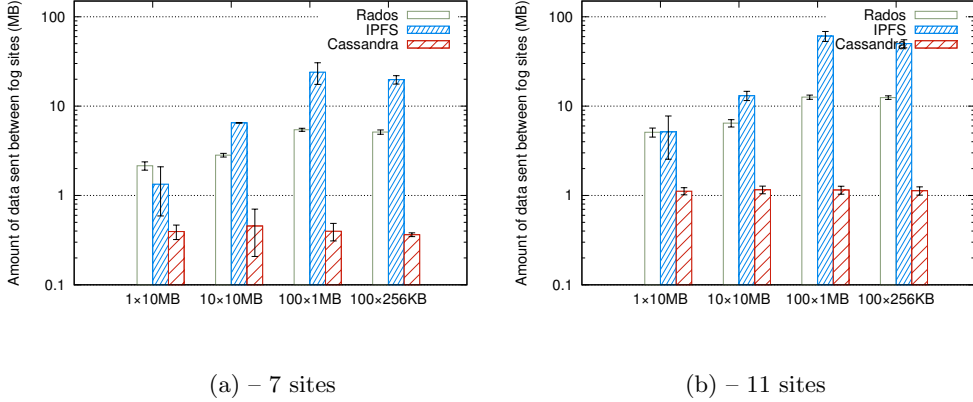 Amount of data sent between fog sites (MB)
100
10
1
0.1
Rados
IPFS
Cassandra
1×10MB 10×10MB 100×1MB 100×256KB
(a) – 7 sites
Amount of data sent between fog sites (MB)
100
10
1
0.1
Rados
IPFS
Cassandra
1×10MB 10×10MB 100×1MB 100×256KB
(b) – 11 sites